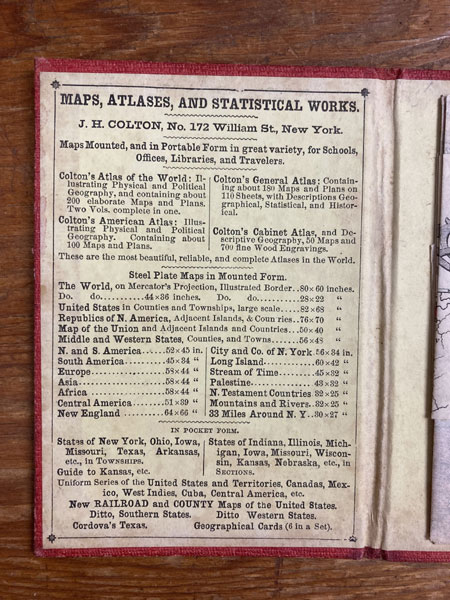 MAPS, ATLASES, AND STATISTICAL WORKS.
J. H. COLTON, No. 172 William St., New York.
Maps Mounted, and in Portable Form in great variety, for Schools,
Offices, Libraries, and Travelers.
Colton's Atlas of the World: Il-
lustrating Physical and Political
Geography, and containing about
200 elaborate Maps and Plans.
Two Vols. complete in one.
Colton's American Atlas: Illus-
trating Physical and Political
Geography. Containing about
100 Maps and Plans.
Colton's General Atlas: Contain-
ing about 180 Maps and Plans on
110 Sheets, with Descriptions Geo-
graphical, Statistical, and Histor-
ical.
Colton's Cabinet Atlas, and De-
scriptive Geography, 50 Maps and
700 fine Wood Engravings.
These are the most beautiful, reliable, and complete Atlases in the World.
Steel Plate Maps in Mounted Form.
The World, on Mercator's Projection, Illustrated Border..80×60 inches.
Do. do..........44×36 inches. Do. do..........28×22 "
United States in Counties and Townships, large scale.....82×68 "
Republics of N. America, Adjacent Islands, & Coun ries..76×70 "
Map of the Union and Adjacent Islands and Countries...50×40 "
Middle and Western States, Counties, and Towns.......56×48 "
N. and S. America......52×45 in.
South America..........45×34 "
Europe.................58×44 "
Asia...................58×44 "
Africa.................58×44 "
Central America........×39 "
New England............64×66 "
City and Co. of N. York 56×34 in.
Long Island............60×42 "
Stream of Time.........45×32 "
Palestine..............43×32 "
N. Testament Countries 32×25 "
Mountains and Rivers..32×25 "
33 Miles Around N. Y...30×27 "
IN POCKET FORM.
States of New York, Ohio, Iowa,
Missouri, Texas, Arkansas,
etc., in TOWNSHIPS.
Guide to Kansas, etc.
States of Indiana, Illinois, Mich-
igan, Iowa, Missouri, Wiscon-
sin, Kansas, Nebraska, etc., in
SECTIONS.
Uniform Series of the United States and Territories, Canadas, Mex-
ico, West Indies, Cuba, Central America, etc.
New RAILROAD and COUNTY Maps of the United States.
Ditto, Southern States. Ditto Western States.
Cordova's Texas. Geographical Cards (6 in a Set).